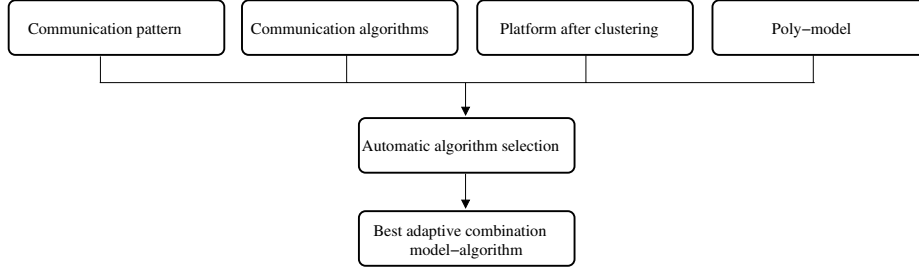 Communication pattern
Communication algorithms
Platform after clustering
Poly−model
Automatic algorithm selection
Best adaptive combination
model−algorithm